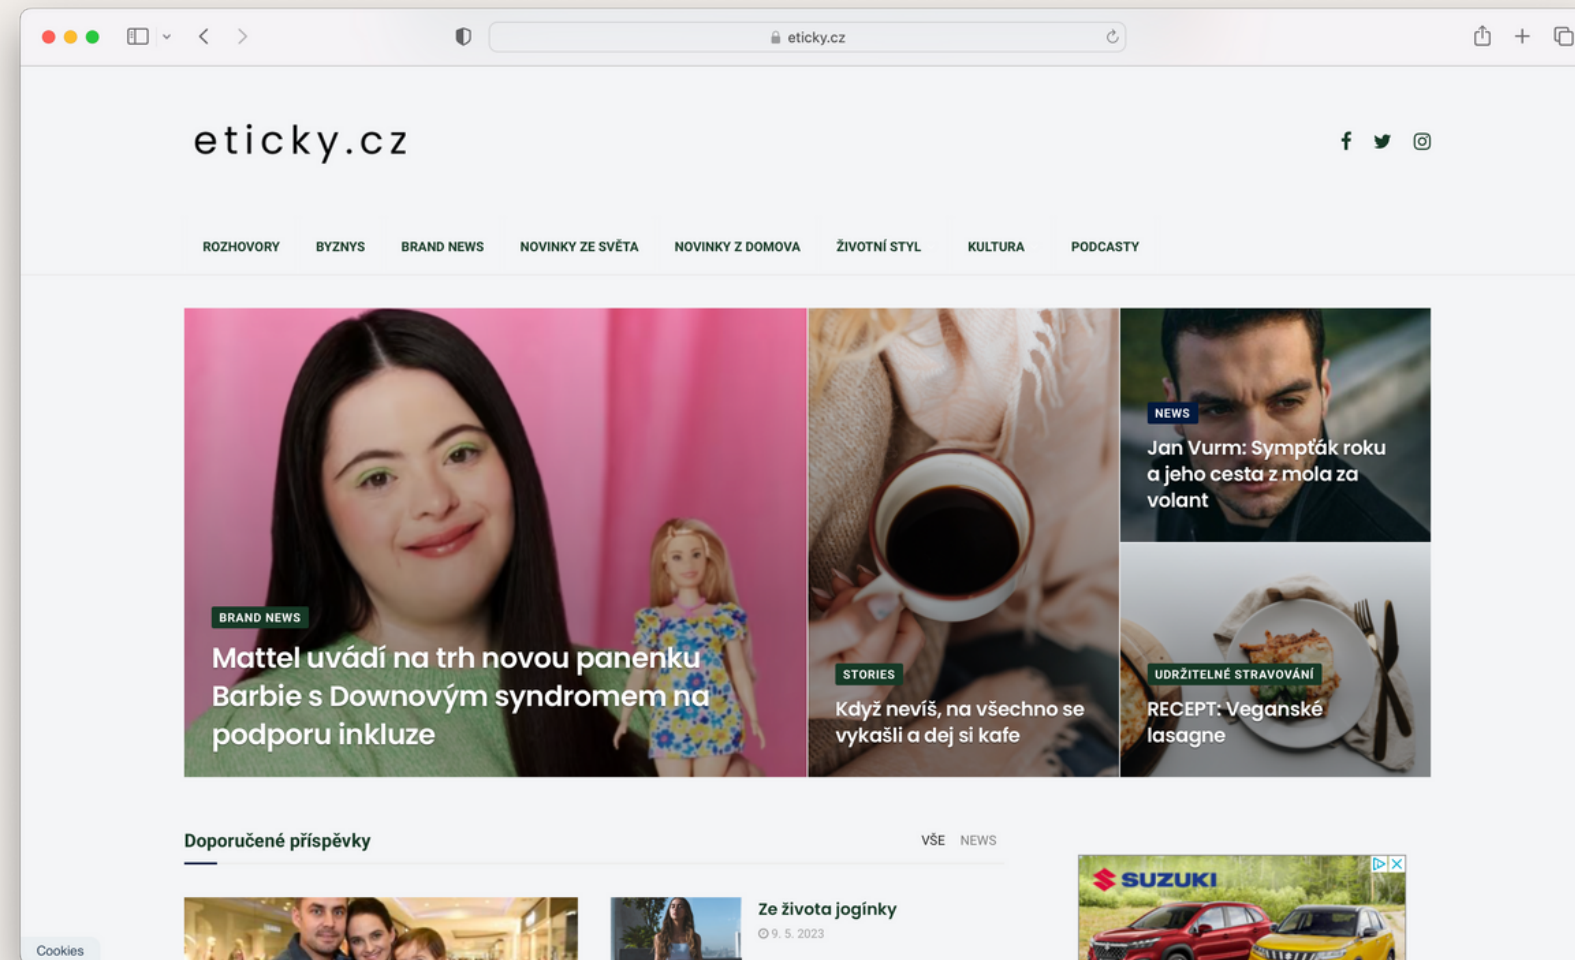 eticky.cz
eticky.cz
ROZHOVORY
BYZNYS
BRAND NEWS
NOVINKY ZE SVĚTA
NOVINKY Z DOMOVA
ŽIVOTNÍ STYL
KULTURA
PODCASTY
BRAND NEWS
Mattel uvádí na trh novou panenku
Barbie s Downovým syndromem na
podporu inkluze
STORIES
Když nevíš, na všechno se
vykašli a dej si kafe
NEWS
Jan Vurm: Sympťák roku
a jeho cesta z mola za
volant
UDRŽITELNÉ STRAVOVÁNÍ
RECEPT: Veganské
lasagne
Doporučené příspěvky
VŠE
NEWS
Ze života jogínky
9. 5. 2023
SUZUKI
Cookies